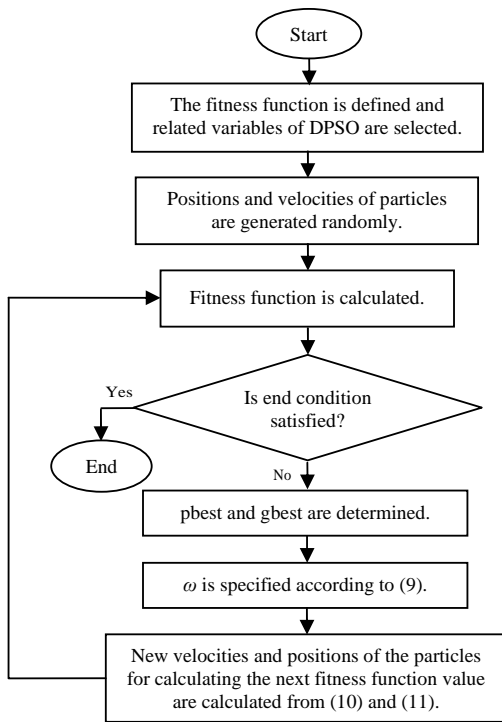 Start
The fitness function is defined and
related variables of DPSO are selected.
Positions and velocities of particles
are generated randomly.
Fitness function is calculated.
Yes
Is end condition
satisfied?
End
No
pbest and gbest are determined.
ω is specified according to (9).
New velocities and positions of the particles
for calculating the next fitness function value
are calculated from (10) and (11).